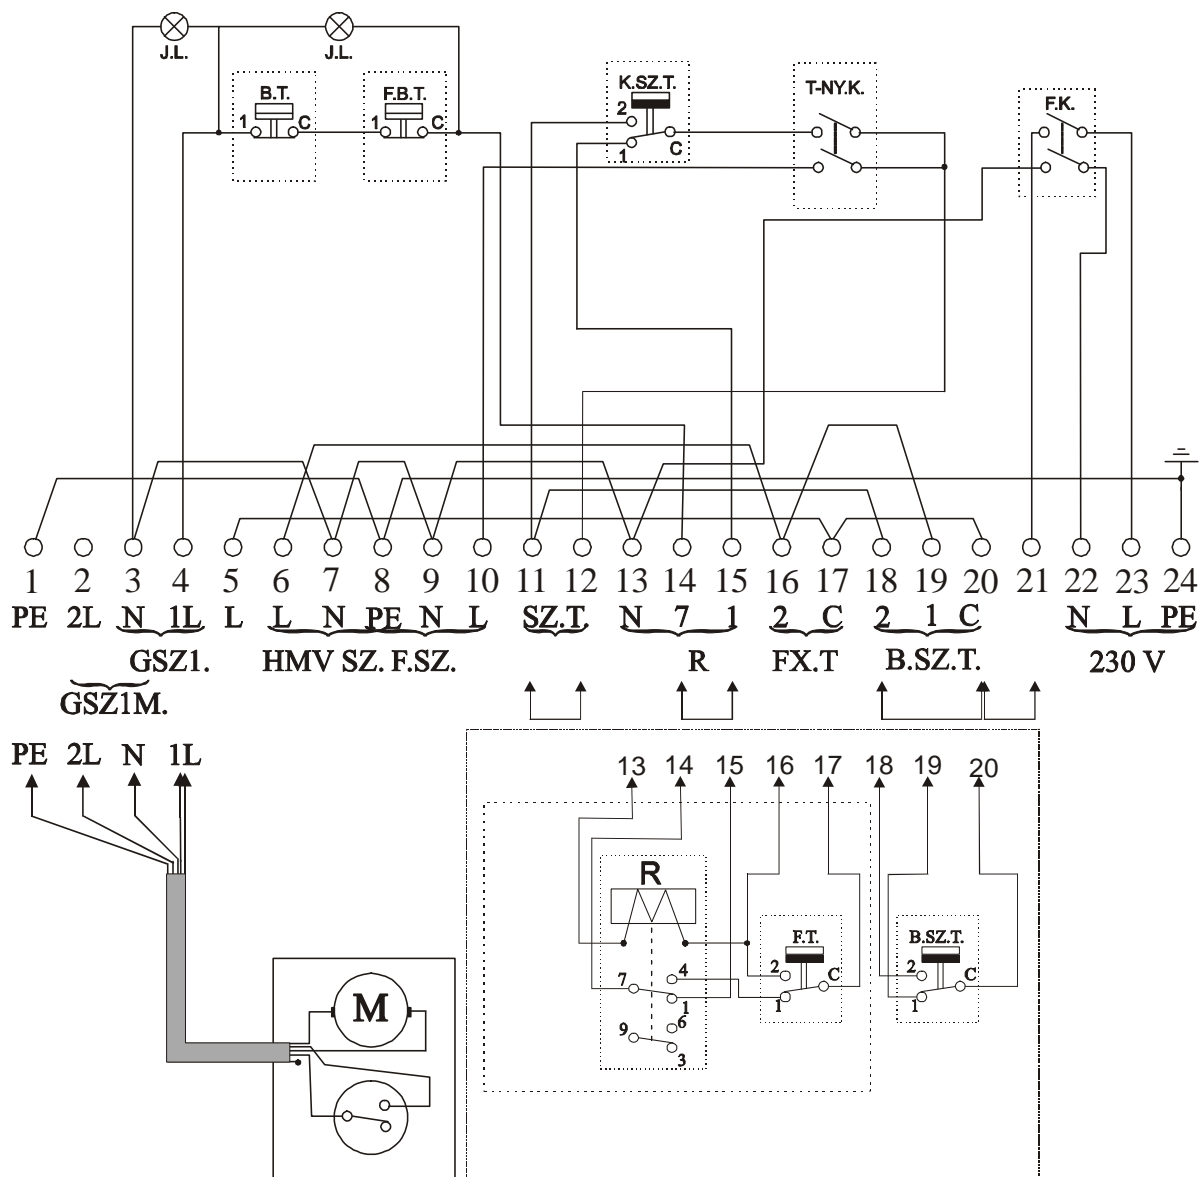 J.L. J.L.
K.SZ.T. T-NY.K.
B.T. F.B.T. F.K.
2
1 C 1 C
1 C
1 2 3 4 5 6 7 8 9 10 11 12 13 14 15 16 17 18 19 20 21 22 23 24
PE 2L N 1L L L N PE N L SZ.T. N 7 1 2 C 2 1 C N L PE
GSZ1. HMV SZ. F.SZ. R FX.T B.SZ.T. 230 V
GSZ1M.
PE 2L N 1L
13 14 15 16 17 18 19 20
R
F.T. B.SZ.T.
2 C 2 C
7 4
1 1 1
9 6
3
M